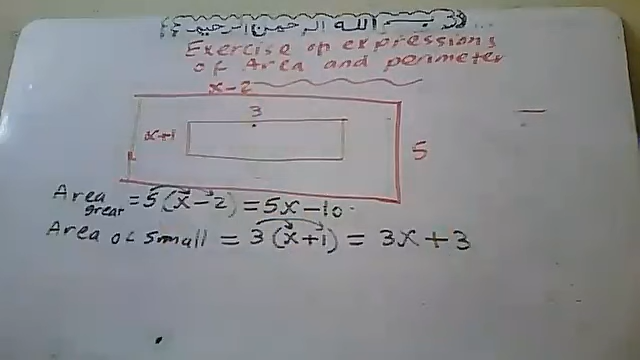 بسم الله الرحمن الرحيم
Exercise of expressions
of Area and perimeter
x-2
3
x+1
5
Area great = 5(x-2) = 5x-10
Area of small = 3(x+1) = 3x+3